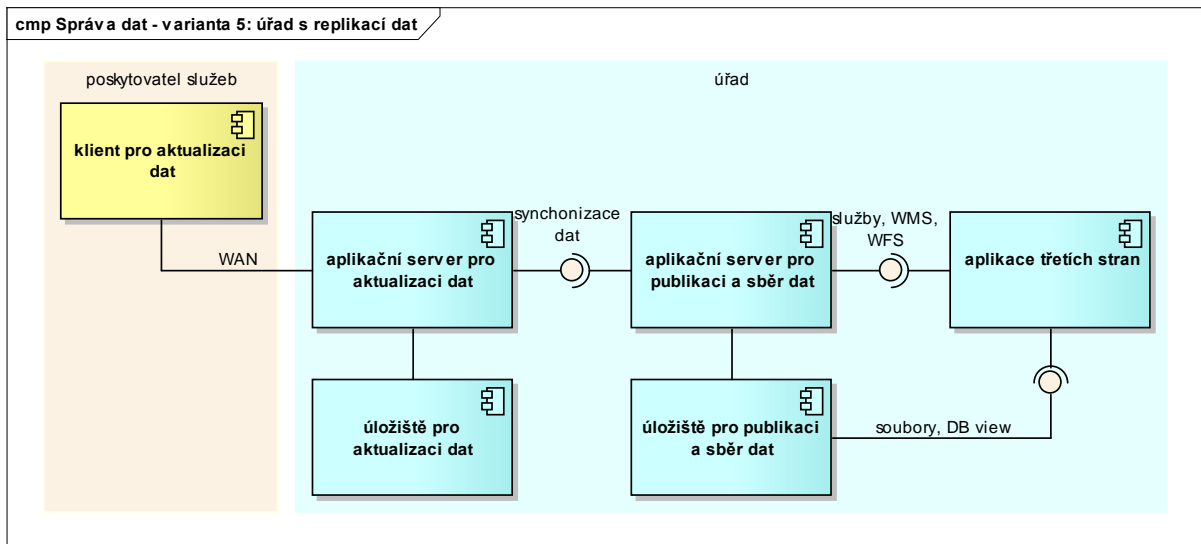 cmp Správa dat - varianta 5: úřad s replikací dat
poskytovatel služeb
úřad
klient pro aktualizaci
dat
WAN
aplikační server pro
aktualizaci dat
synchonizace
dat
aplikační server pro
publikaci a sběr dat
služby, WMS,
WFS
aplikace třetích stran
úložiště pro
aktualizaci dat
úložiště pro publikaci
a sběr dat
soubory, DB view